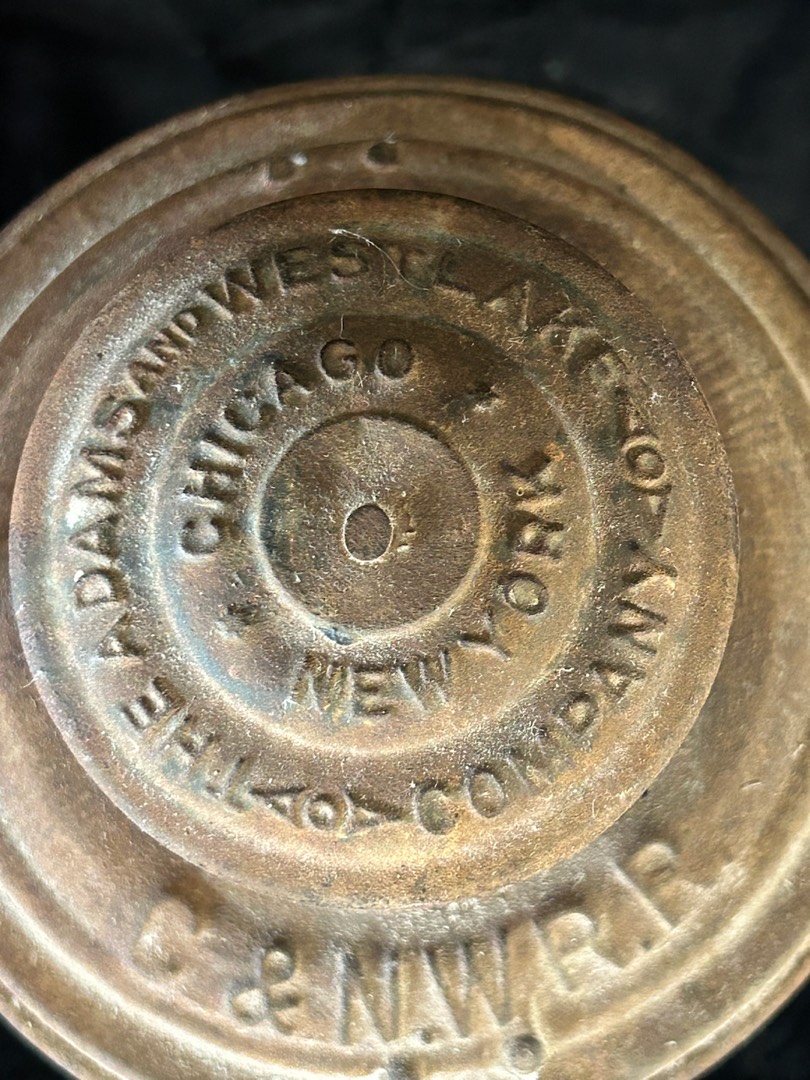 THE ADAMS AND WESTLAKE
COMPANY
CHICAGO
NEW YORK
C & N.W.R.R.